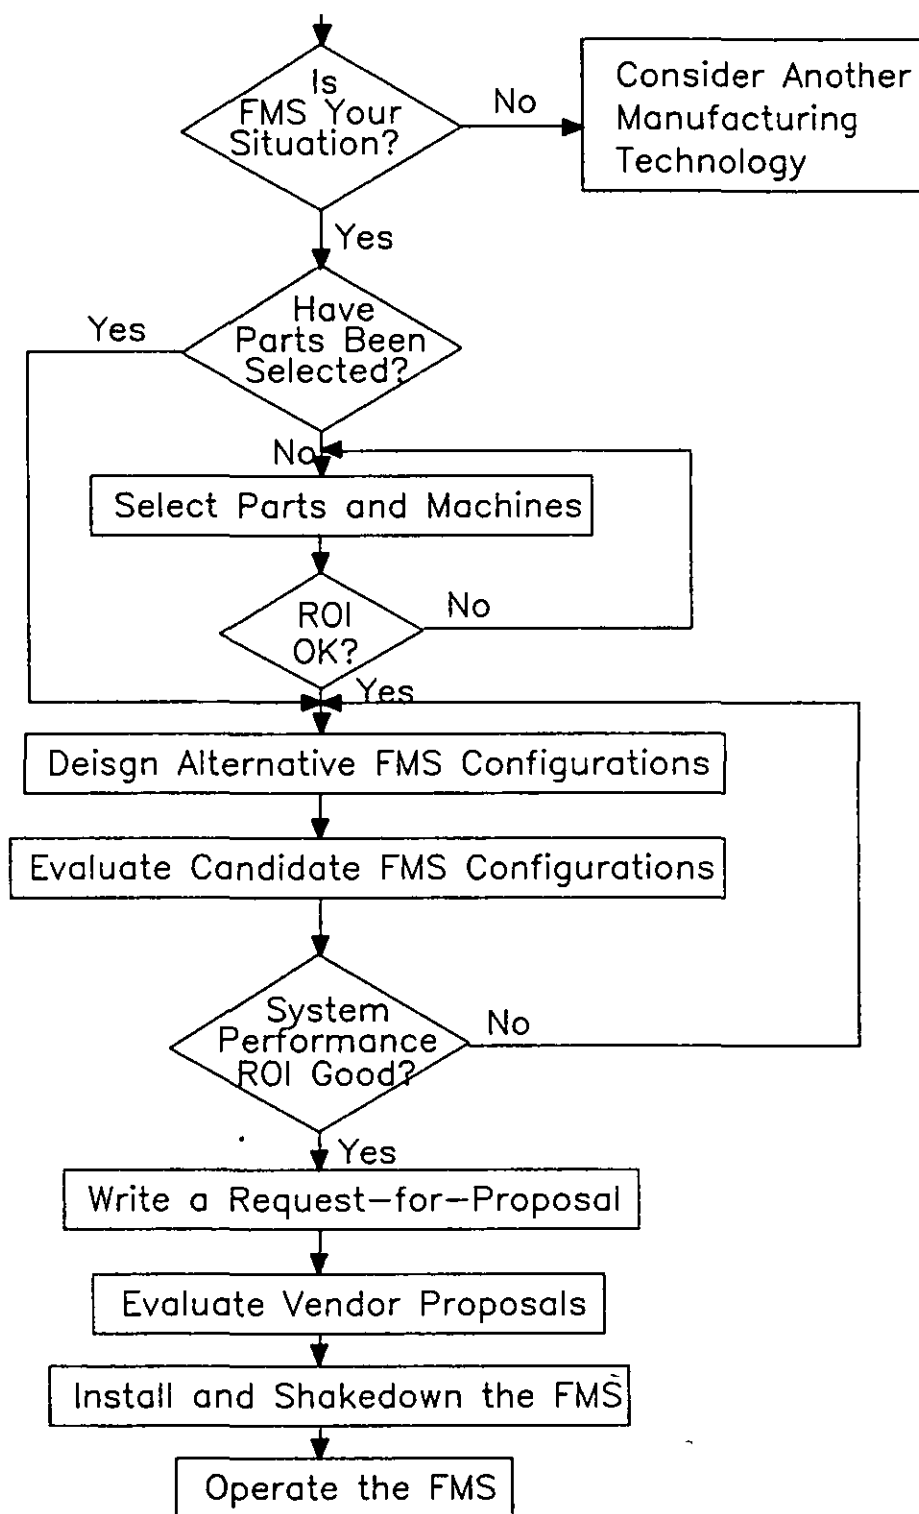 Is
FMS Your
Situation?
No
Consider Another
Manufacturing
Technology
Yes
Have
Parts Been
Selected?
Yes
No
Select Parts and Machines
ROI
OK?
No
Yes
Deisgn Alternative FMS Configurations
Evaluate Candidate FMS Configurations
System
Performance
ROI Good?
No
Yes
Write a Request-for-Proposal
Evaluate Vendor Proposals
Install and Shakedown the FMS
Operate the FMS